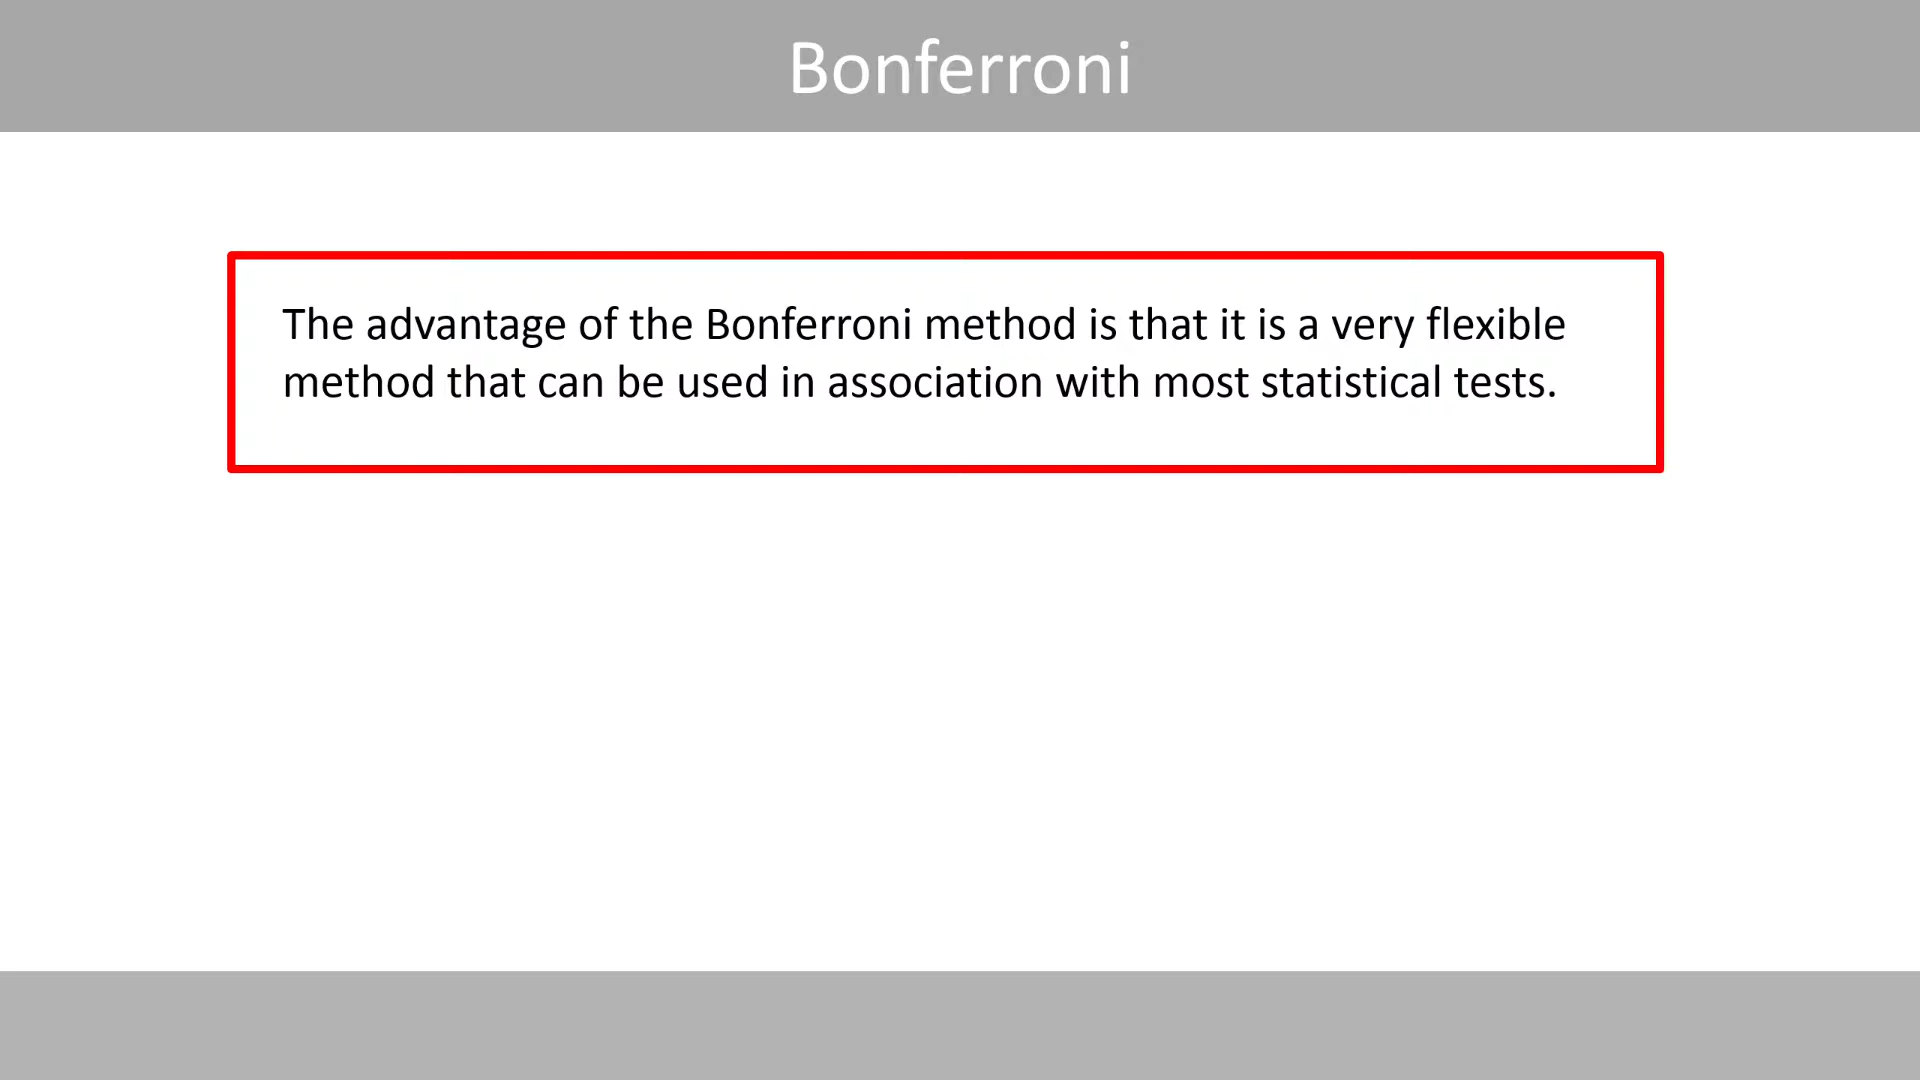 Bonferroni
The advantage of the Bonferroni method is that it is a very flexible
method that can be used in association with most statistical tests.